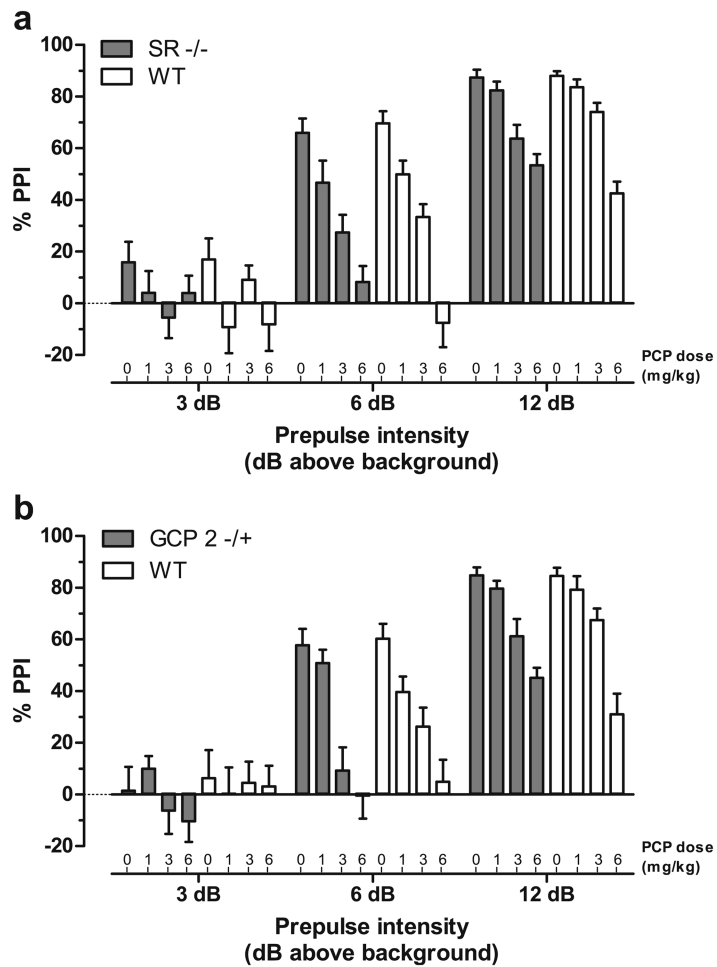 a
SR -/-
WT
% PPI
100
80
60
40
20
0
-20
0 1 3 6 0 1 3 6 0 1 3 6 0 1 3 6 0 1 3 6 0 1 3 6
PCP dose
(mg/kg)
3 dB 6 dB 12 dB
Prepulse intensity
(dB above background)
b
GCP 2 -/+
WT
% PPI
100
80
60
40
20
0
-20
0 1 3 6 0 1 3 6 0 1 3 6 0 1 3 6 0 1 3 6 0 1 3 6
PCP dose
(mg/kg)
3 dB 6 dB 12 dB
Prepulse intensity
(dB above background)